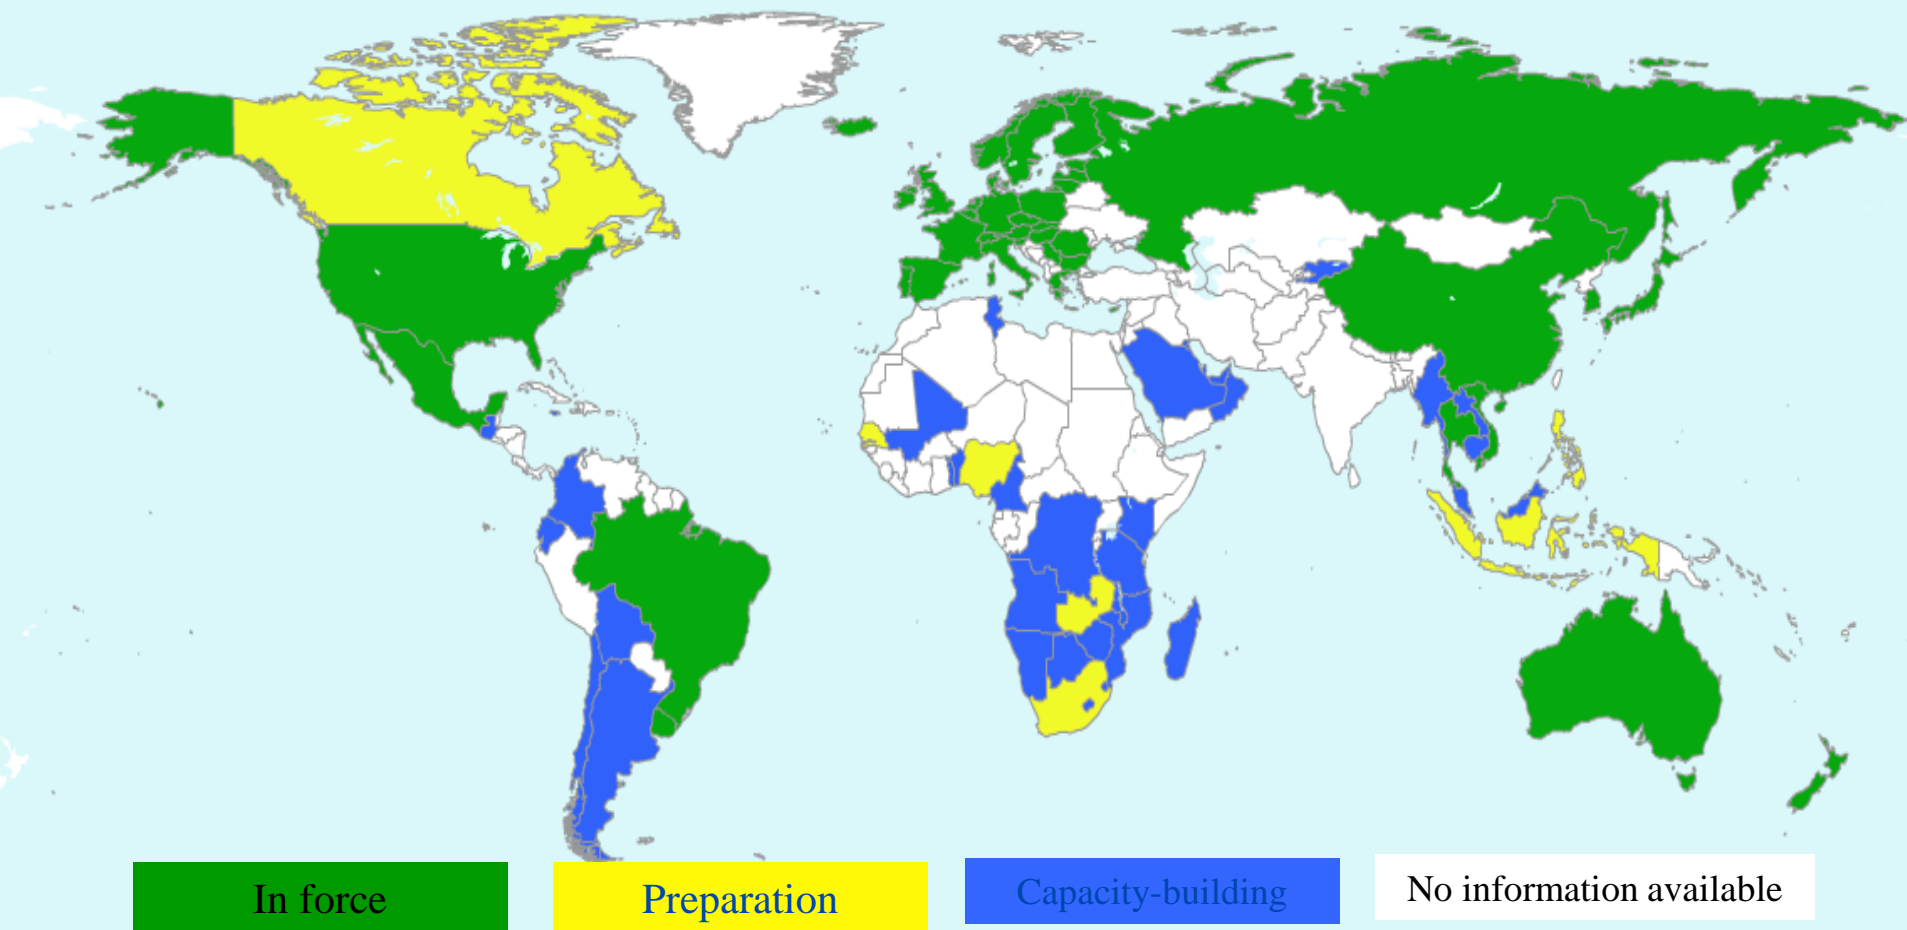 In force
Preparation
Capacity-building
No information available